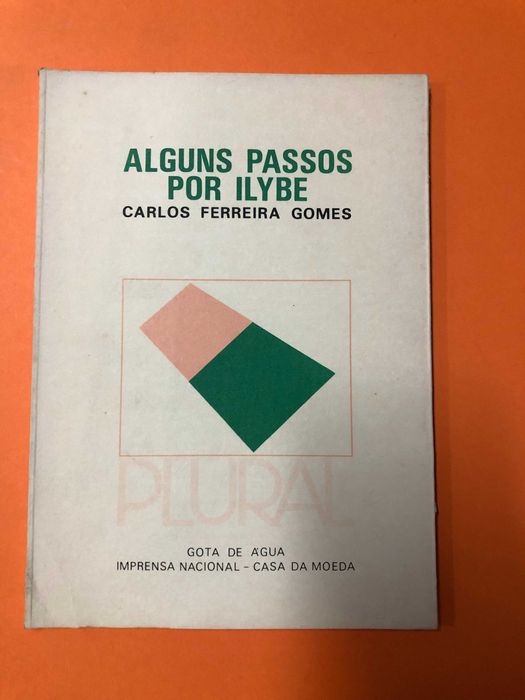 ALGUNS PASSOS
POR ILYBE
CARLOS FERREIRA GOMES
PLURAL
GOTA DE ÁGUA
IMPRENSA NACIONAL – CASA DA MOEDA